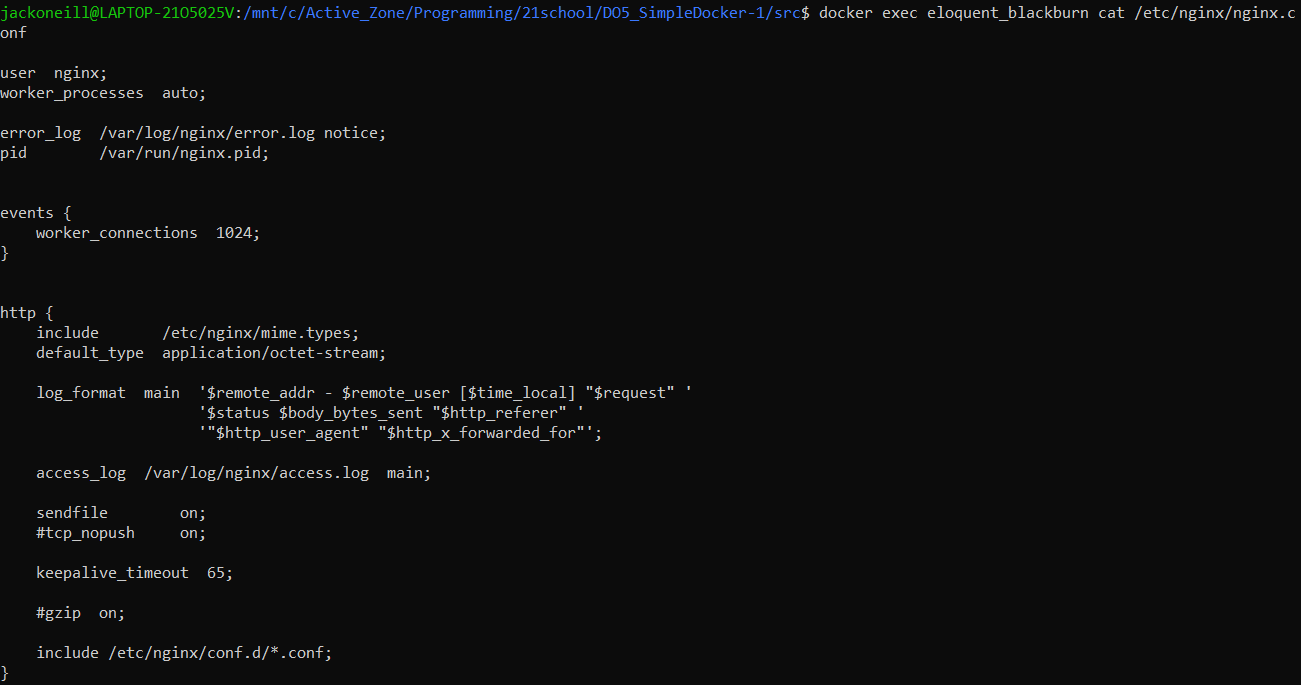 jackoneill@LAPTOP-21O5025V:/mnt/c/Active_Zone/Programming/21school/DO5_SimpleDocker-1/src$ docker exec eloquent_blackburn cat /etc/nginx/nginx.c
onf
user  nginx;
worker_processes  auto;
error_log  /var/log/nginx/error.log notice;
pid        /var/run/nginx.pid;
events {
    worker_connections  1024;
}
http {
    include       /etc/nginx/mime.types;
    default_type  application/octet-stream;
    log_format  main  '$remote_addr - $remote_user [$time_local] "$request" '
                      '$status $body_bytes_sent "$http_referer" '
                      '"$http_user_agent" "$http_x_forwarded_for"';
    access_log  /var/log/nginx/access.log  main;
    sendfile        on;
    #tcp_nopush     on;
    keepalive_timeout  65;
    #gzip  on;
    include /etc/nginx/conf.d/*.conf;
}